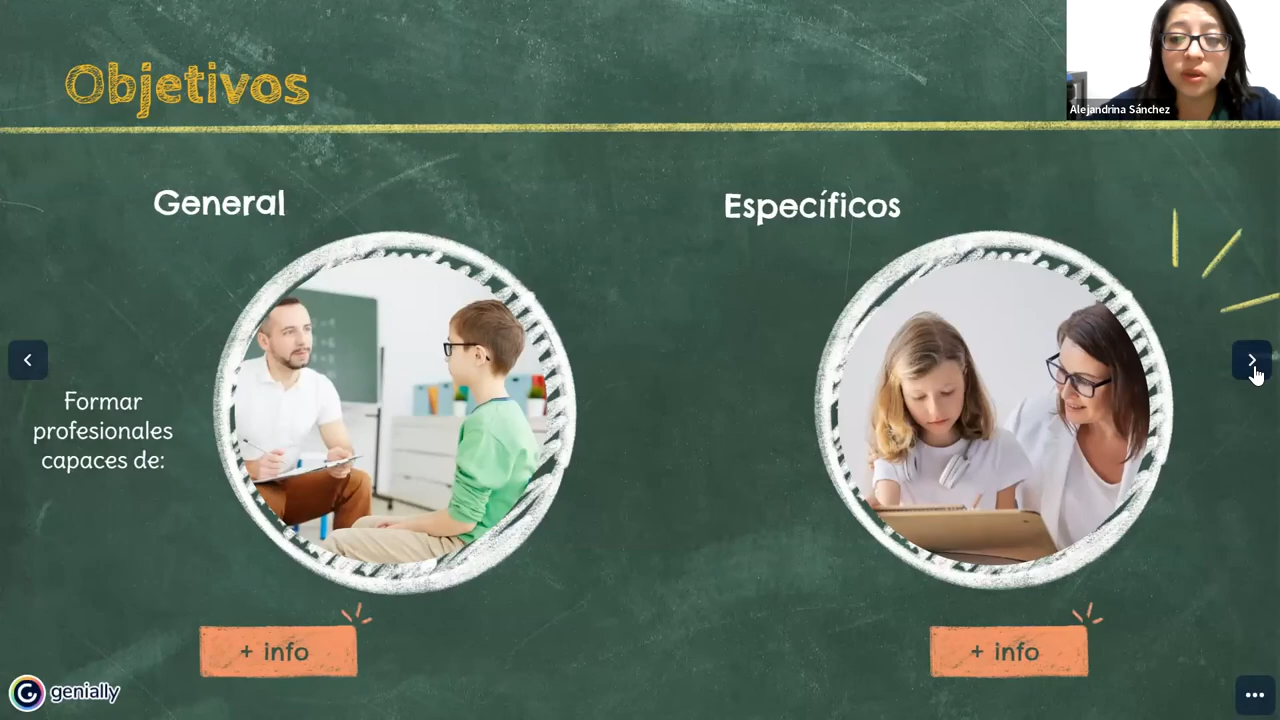 Objetivos
Alejandrina Sánchez
General
Específicos
Formar
profesionales
capaces de:
+ info
+ info
genially